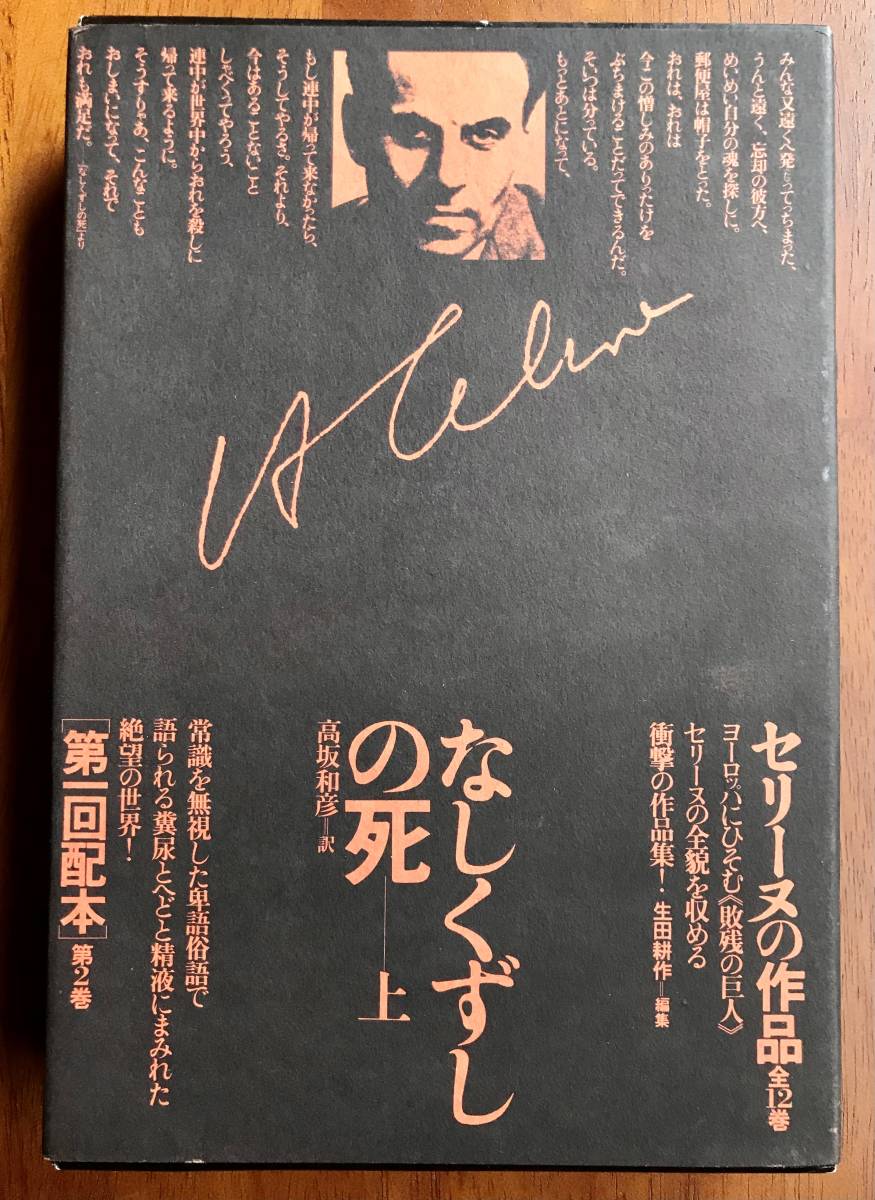 みんな又遠くへ発(た)ってっちまった、
うんと遠く、忘却の彼方へ、
めいめい自分の魂を探しに。
郵便屋は帽子をとった。
おれは、おれは
今この憎しみのありったけを
ぶちまけることだってできるんだ。
そいつは分っている。
もっとあとになって、
もし連中が帰って来なかったら、
そうしてやるさ。それより、
今はあることないこと
しゃべくってやろう、
連中が世界中からおれを殺しに
帰って来るように。
そうすりゃあ、こんなことも
おしまいになって、それで
おれも満足だ。——「なしくずしの死」より
LF Céline
セリーヌの作品 全12巻
ヨーロッパにひそむ《敗残の巨人》
セリーヌの全貌を収める
衝撃の作品集！ 生田耕作＝編集
なしくずし
の死——上
高坂和彦＝訳
常識を無視した卑語俗語で
語られる糞尿とへどと精液にまみれた
絶望の世界！
［第一回配本］第2巻